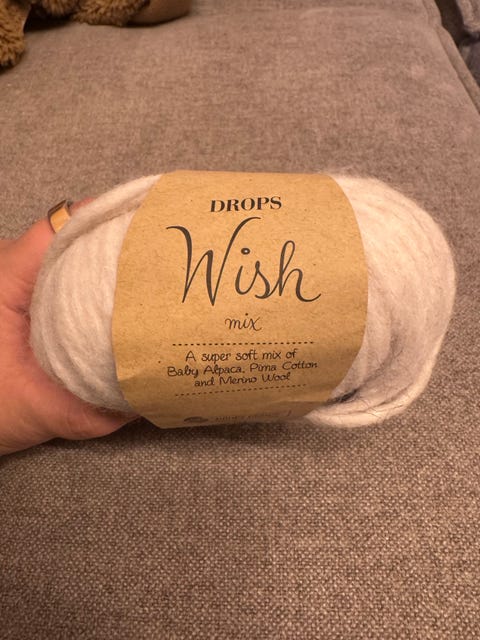 DROPS
Wish
mix
A super soft mix of
Baby Alpaca, Pima Cotton
and Merino Wool